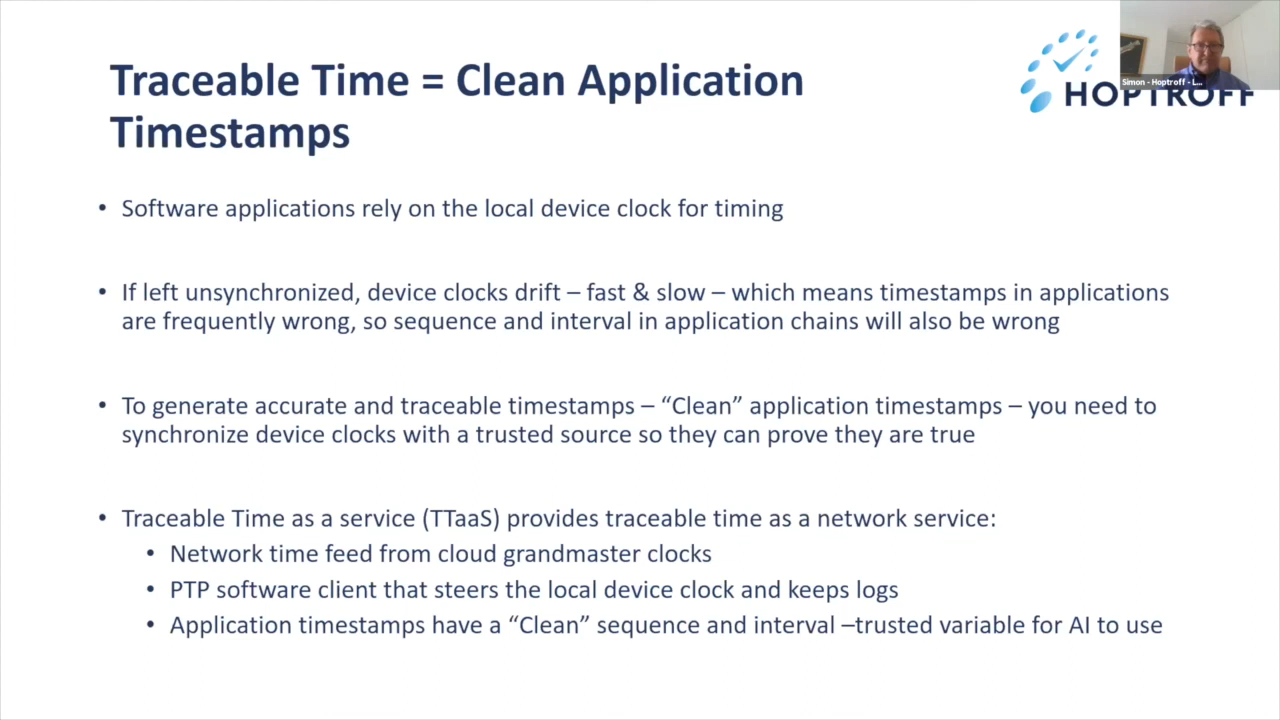 Traceable Time = Clean Application
Timestamps
Simon - Hoptroff - L...
HOPTROFF
• Software applications rely on the local device clock for timing
• If left unsynchronized, device clocks drift – fast & slow – which means timestamps in applications
are frequently wrong, so sequence and interval in application chains will also be wrong
• To generate accurate and traceable timestamps – “Clean” application timestamps – you need to
synchronize device clocks with a trusted source so they can prove they are true
• Traceable Time as a service (TTaaS) provides traceable time as a network service:
• Network time feed from cloud grandmaster clocks
• PTP software client that steers the local device clock and keeps logs
• Application timestamps have a “Clean” sequence and interval –trusted variable for AI to use